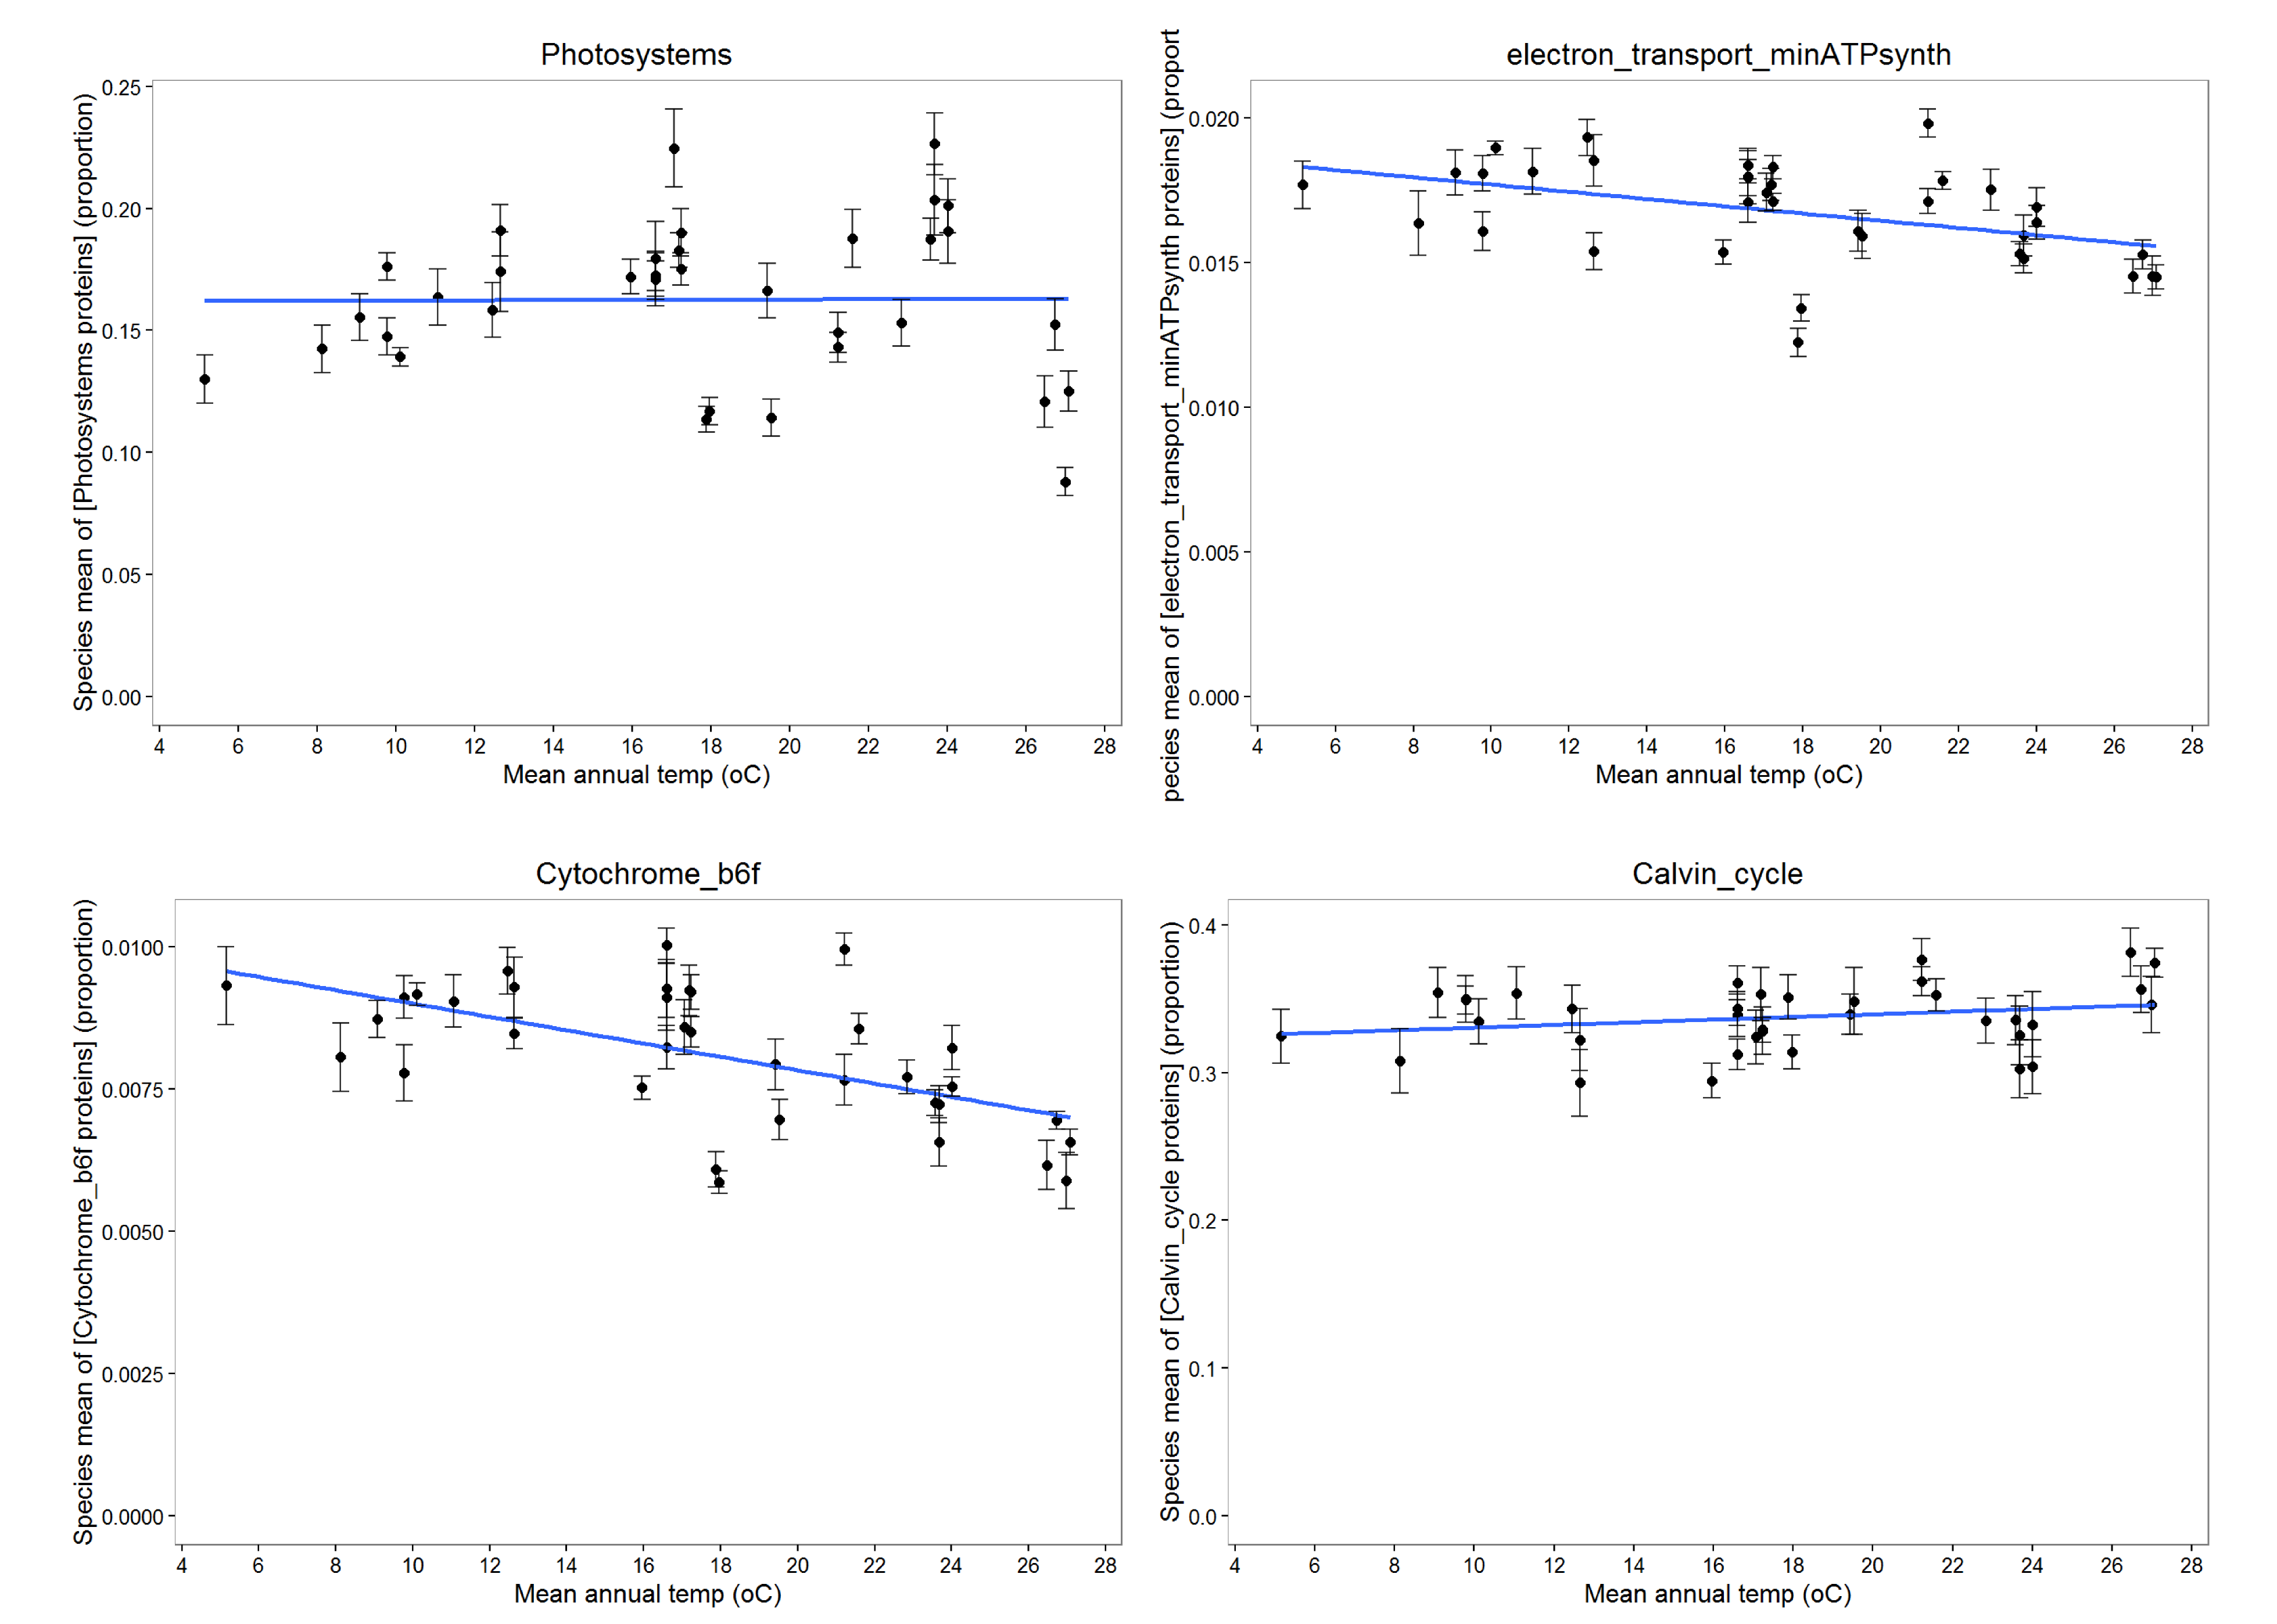 Photosystems
Species mean of [Photosystems proteins] (proportion)
0.25
0.20
0.15
0.10
0.05
0.00
4 6 8 10 12 14 16 18 20 22 24 26 28
Mean annual temp (oC)
electron_transport_minATPsynth
pecies mean of [electron_transport_minATPsynth proteins] (proport
0.020
0.015
0.010
0.005
0.000
4 6 8 10 12 14 16 18 20 22 24 26 28
Mean annual temp (oC)
Cytochrome_b6f
Species mean of [Cytochrome_b6f proteins] (proportion)
0.0100
0.0075
0.0050
0.0025
0.0000
4 6 8 10 12 14 16 18 20 22 24 26 28
Mean annual temp (oC)
Calvin_cycle
Species mean of [Calvin_cycle proteins] (proportion)
0.4
0.3
0.2
0.1
0.0
4 6 8 10 12 14 16 18 20 22 24 26 28
Mean annual temp (oC)